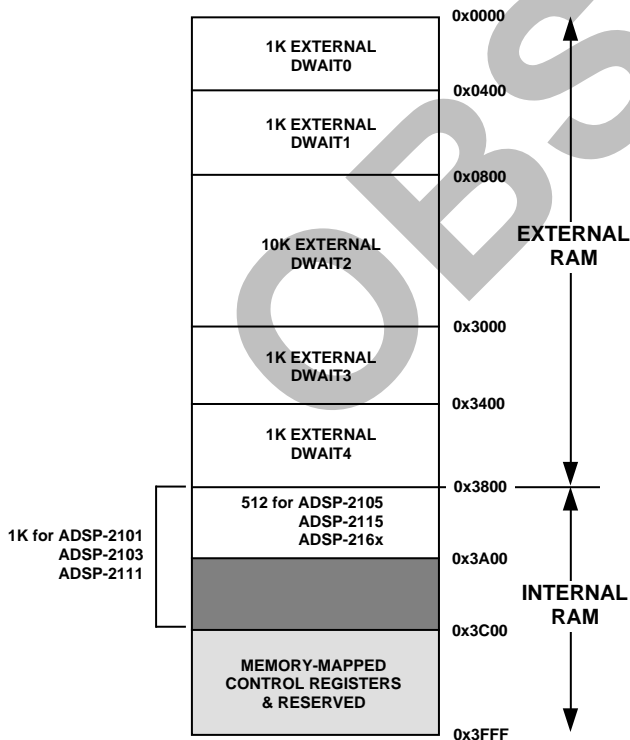 0x0000
1K EXTERNAL
DWAIT0
0x0400
1K EXTERNAL
DWAIT1
0x0800
10K EXTERNAL
DWAIT2
EXTERNAL
RAM
0x3000
1K EXTERNAL
DWAIT3
0x3400
1K EXTERNAL
DWAIT4
0x3800
512 for ADSP-2105
ADSP-2115
ADSP-216x
1K for ADSP-2101
ADSP-2103
ADSP-2111
0x3A00
INTERNAL
RAM
0x3C00
MEMORY-MAPPED
CONTROL REGISTERS
& RESERVED
0x3FFF
OBS